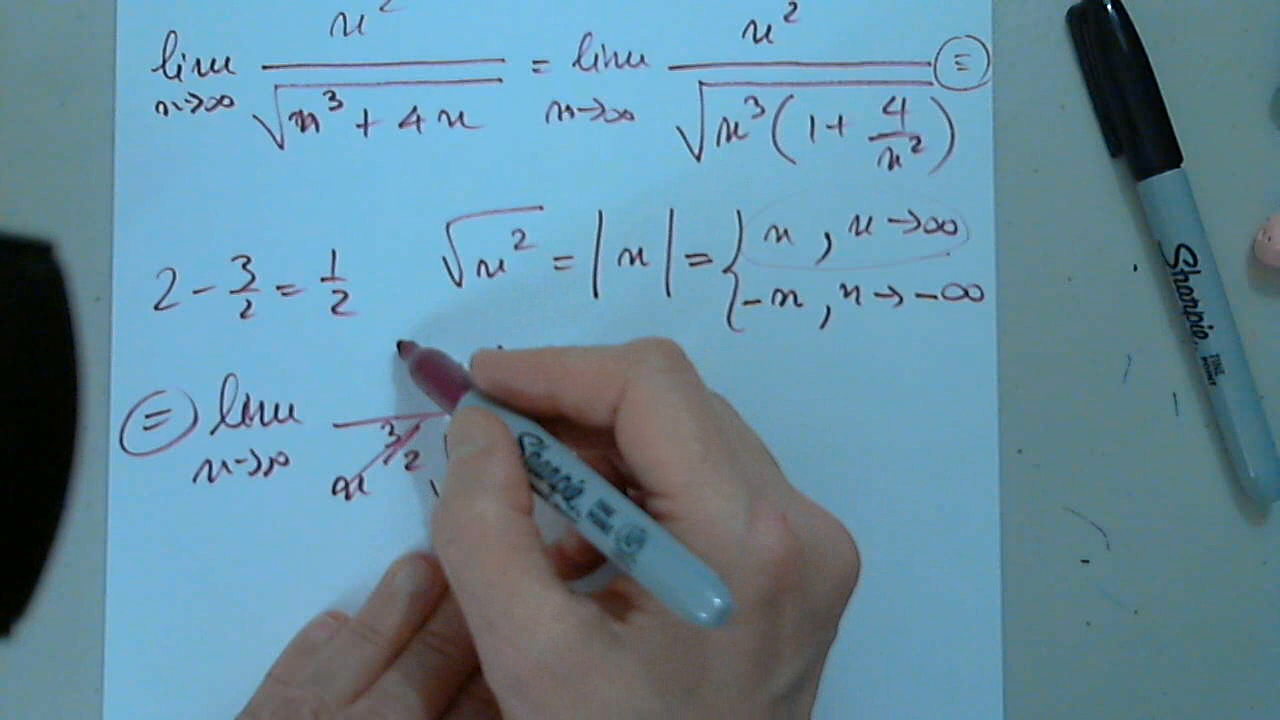 lim x² / √(x³ + 4x) = lim x² / √(x³(1 + 4/x²)) (=)
x→∞ x→∞
√x² = |x| = { x , x→∞
2 - 3/2 = 1/2 -x , x→-∞
(=) lim
x→∞ x^3/2
Sharpie
Sharpie